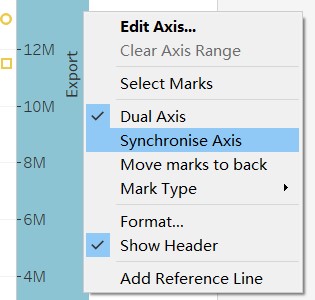 12M
10M
8M
6M
4M
Export
Edit Axis...
Clear Axis Range
Select Marks
Dual Axis
Synchronise Axis
Move marks to back
Mark Type
Format...
Show Header
Add Reference Line